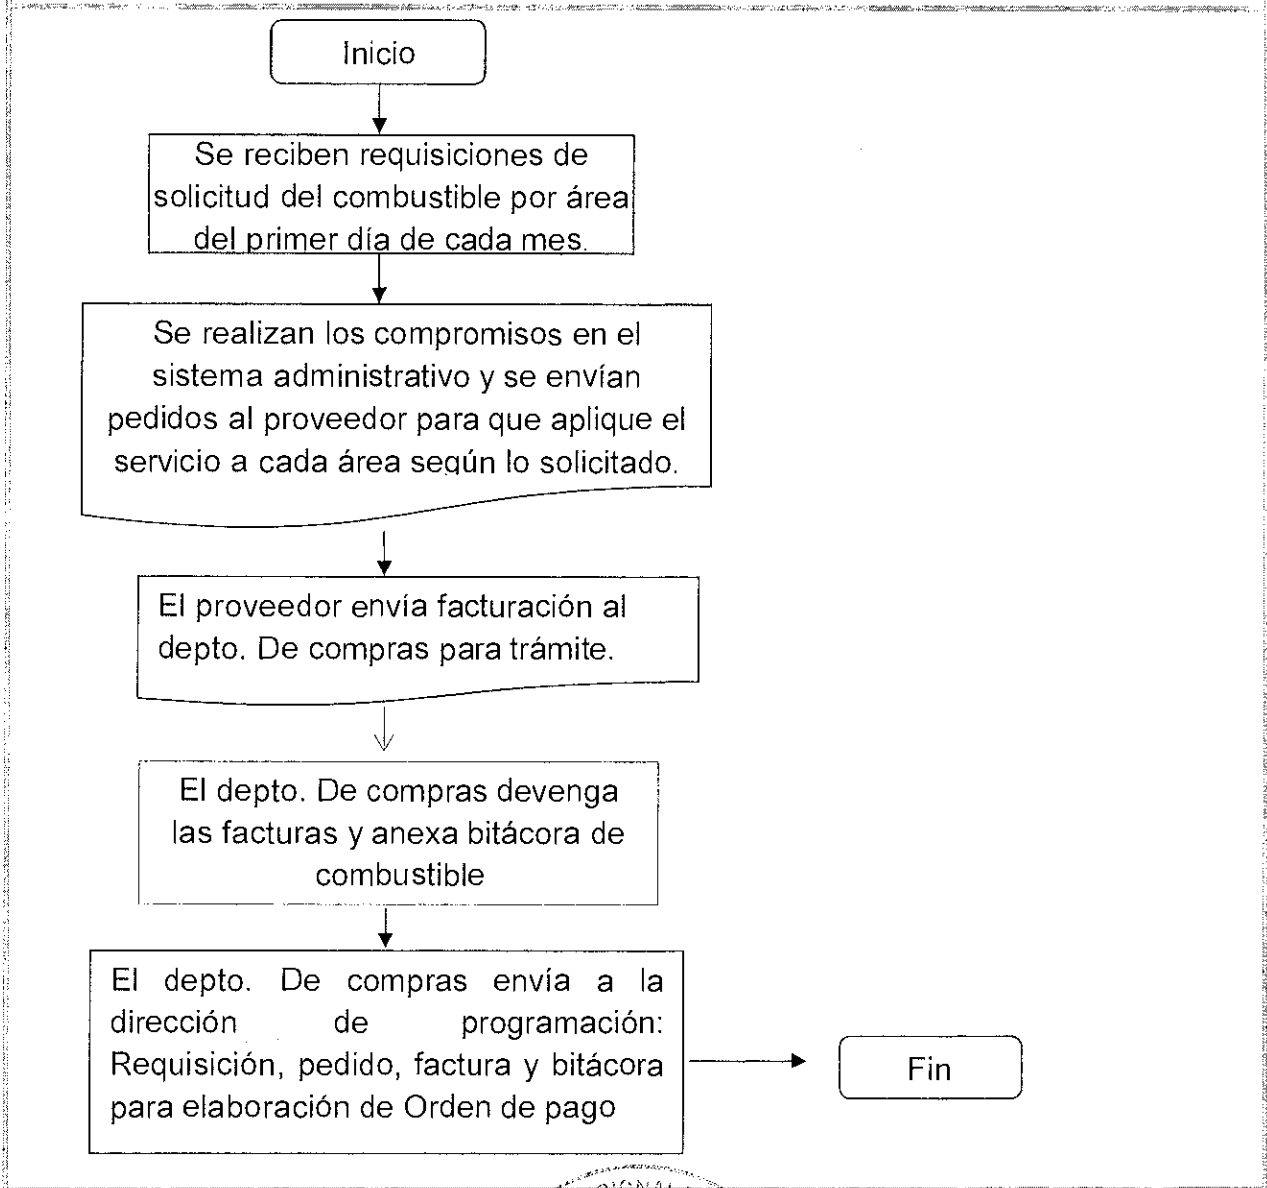 Inicio
Se reciben requisiciones de
solicitud del combustible por área
del primer día de cada mes.
Se realizan los compromisos en el
sistema administrativo y se envían
pedidos al proveedor para que aplique el
servicio a cada área según lo solicitado.
El proveedor envía facturación al
depto. De compras para trámite.
El depto. De compras devenga
las facturas y anexa bitácora de
combustible
El depto. De compras envía a la
dirección de programación:
Requisición, pedido, factura y bitácora
para elaboración de Orden de pago
Fin